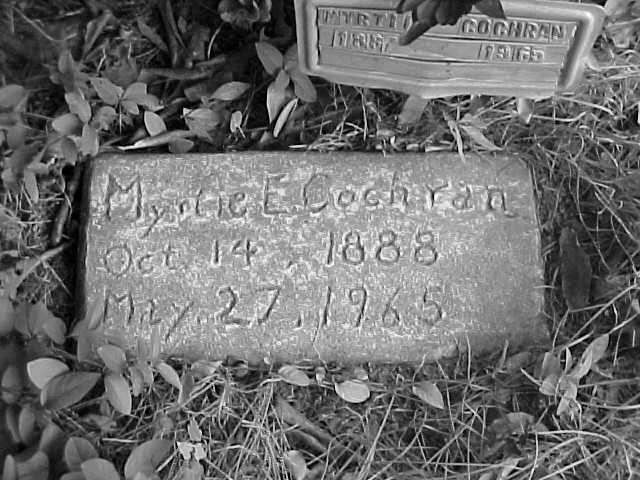 COCHRAN
1965
Myrtle E Cochran
Oct 14, 1888
May. 27, 1965